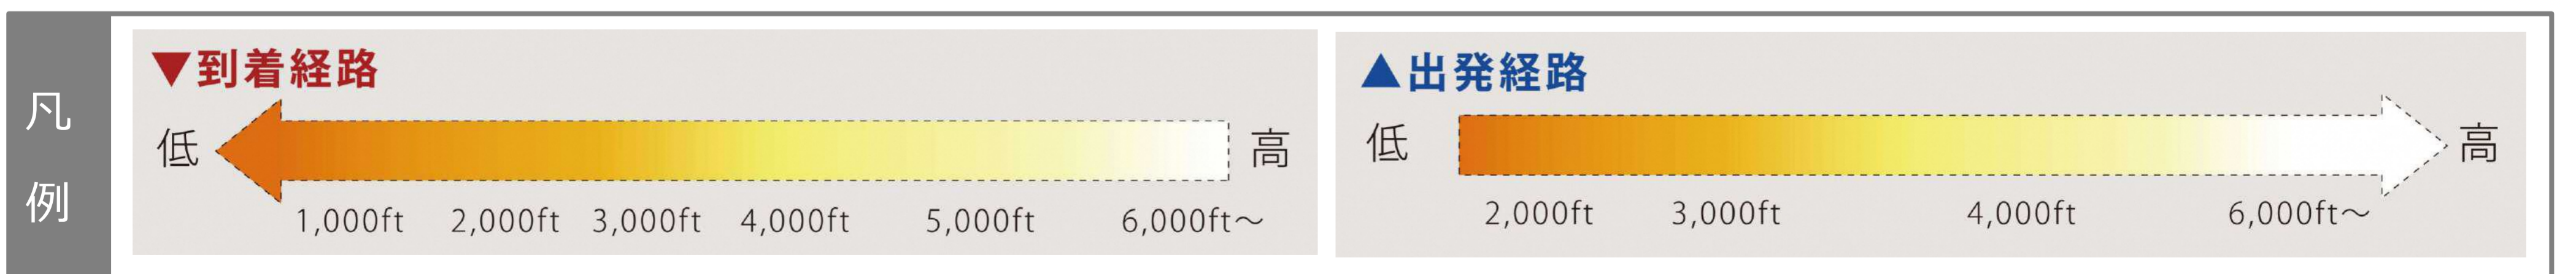 凡例
▼到着経路
低 高
1,000ft 2,000ft 3,000ft 4,000ft 5,000ft 6,000ft～
▲出発経路
低 高
2,000ft 3,000ft 4,000ft 6,000ft～